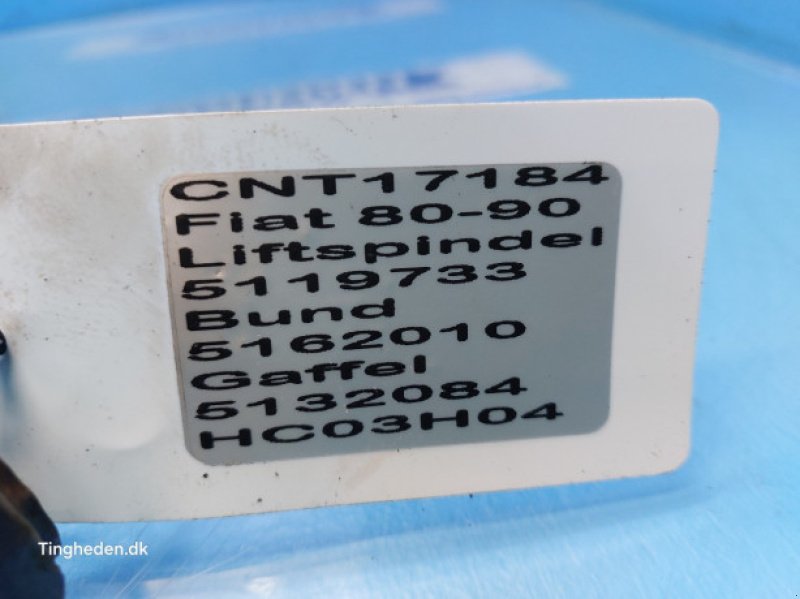 CNT17184
Fiat 80-90
Liftspindel
5119733
Bund
5162010
Gaffel
5132084
HC03H04
Tingheden.dk